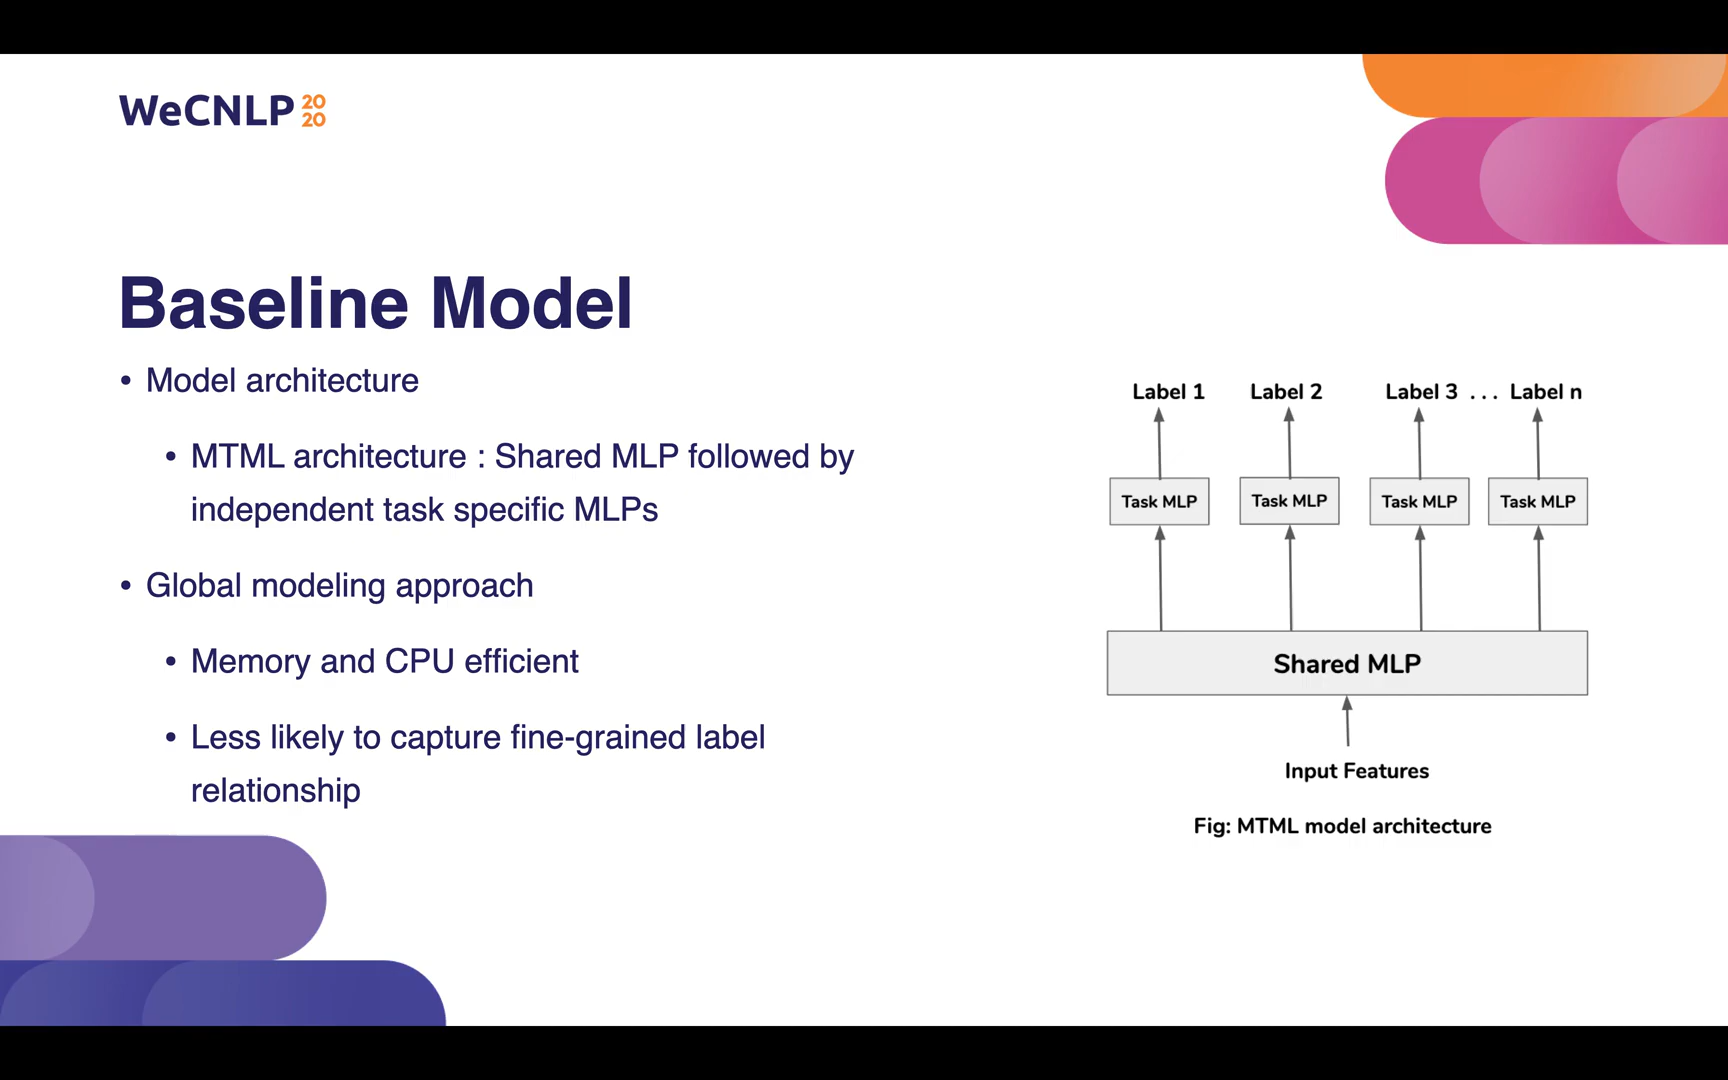 WeCNLP 20
20
Baseline Model
• Model architecture
• MTML architecture : Shared MLP followed by
independent task specific MLPs
• Global modeling approach
• Memory and CPU efficient
• Less likely to capture fine-grained label
relationship
Label 1 Label 2 Label 3 . . . Label n
Task MLP Task MLP Task MLP Task MLP
Shared MLP
Input Features
Fig: MTML model architecture